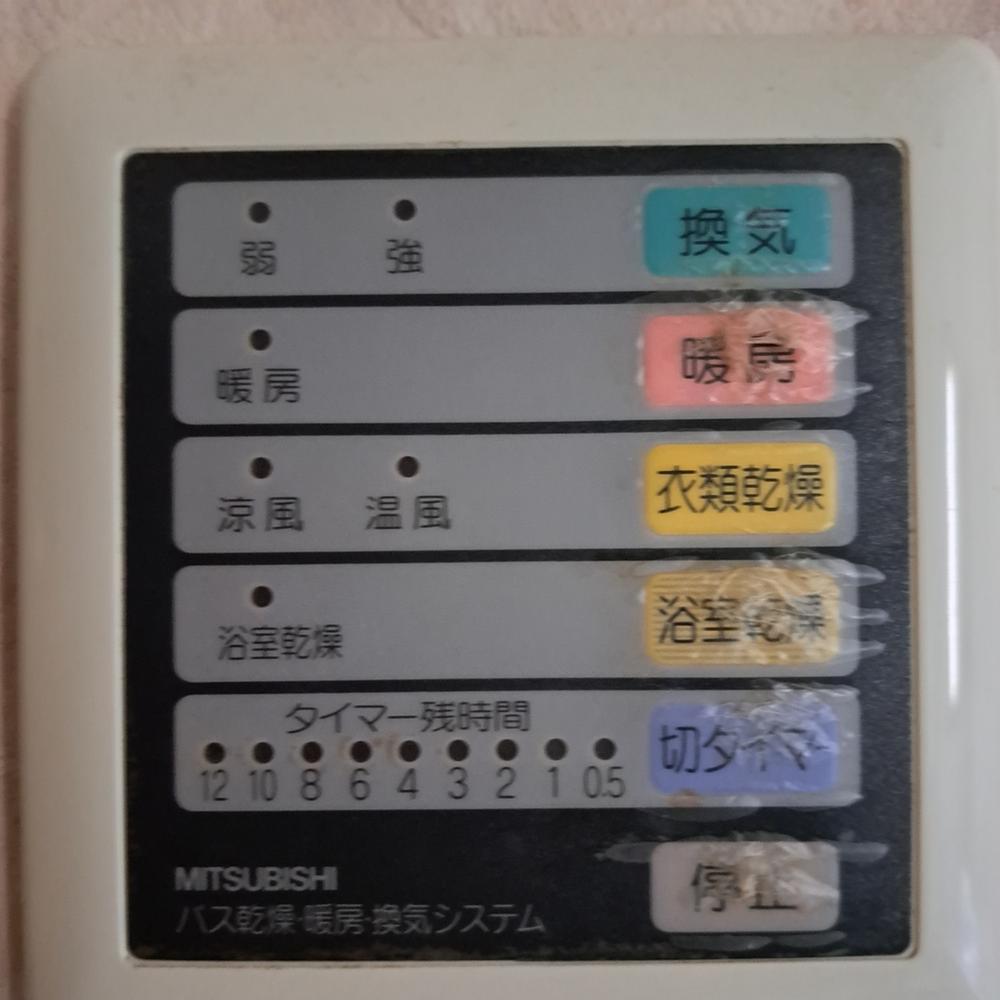 換気
弱 強
暖房
暖房
衣類乾燥
涼風 温風
浴室乾燥
浴室乾燥
タイマー残時間
12 10 8 6 4 3 2 1 0.5
切タイマー
停止
MITSUBISHI
バス乾燥・暖房・換気システム